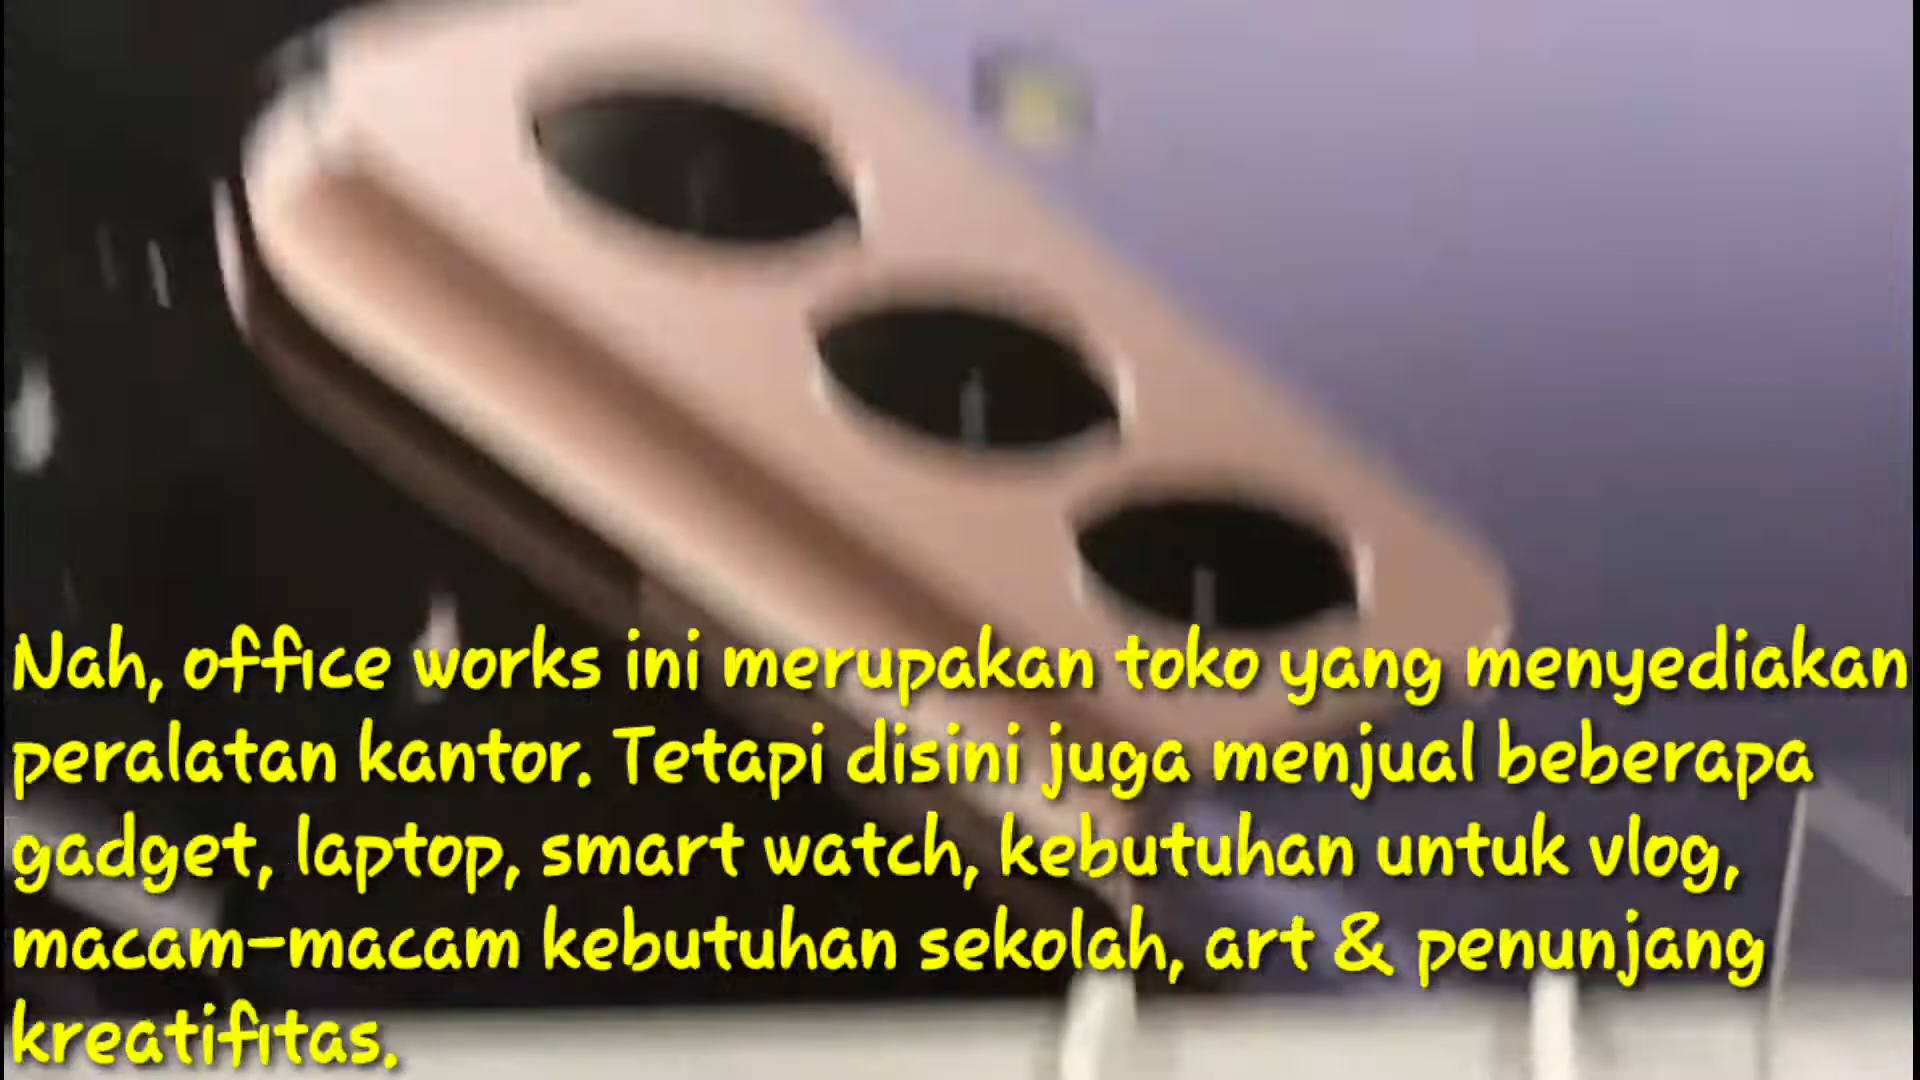 Nah, office works ini merupakan toko yang menyediakan
peralatan kantor. Tetapi disini juga menjual beberapa
gadget, laptop, smart watch, kebutuhan untuk vlog,
macam-macam kebutuhan sekolah, art & penunjang
kreatifitas.